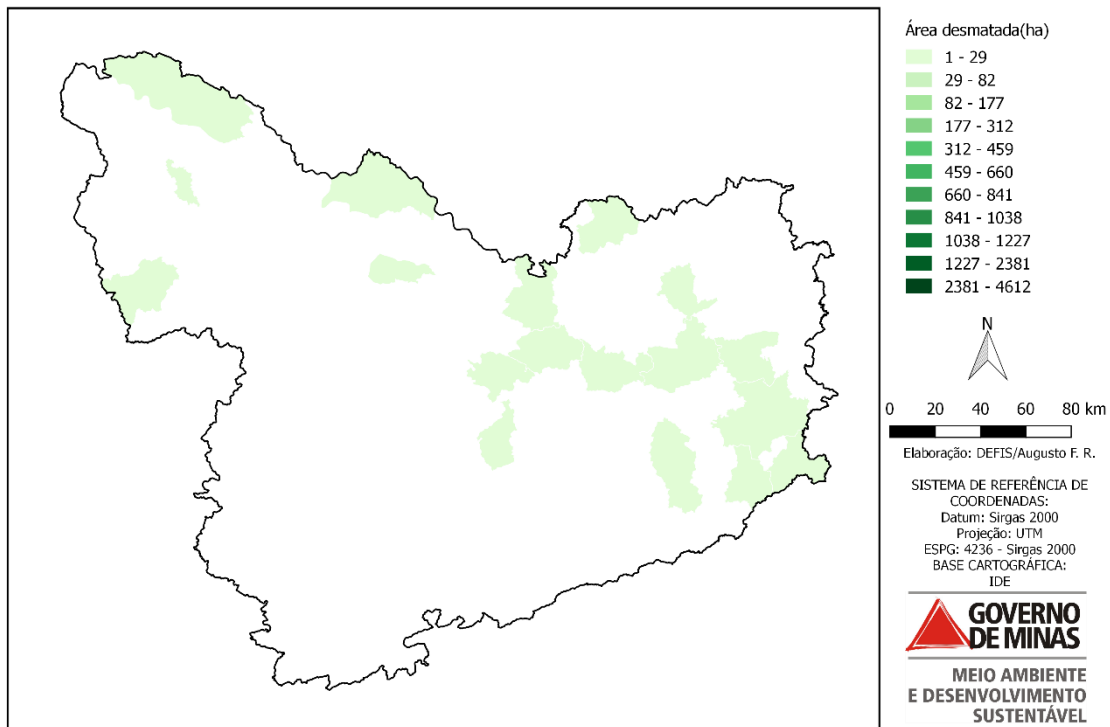 Área desmatada(ha)
1 - 29
29 - 82
82 - 177
177 - 312
312 - 459
459 - 660
660 - 841
841 - 1038
1038 - 1227
1227 - 2381
2381 - 4612
N
0 20 40 60 80 km
Elaboração: DEFIS/Augusto F. R.
SISTEMA DE REFERÊNCIA DE
COORDENADAS:
Datum: Sirgas 2000
Projeção: UTM
ESPG: 4236 - Sirgas 2000
BASE CARTOGRÁFICA:
IDE
GOVERNO
DE MINAS
MEIO AMBIENTE
E DESENVOLVIMENTO
SUSTENTÁVEL